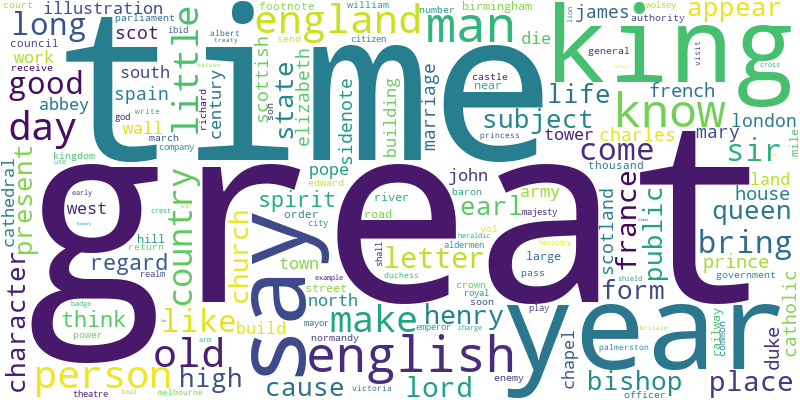 court
parliament
william
number
birmingham
wolsey
illustration
footnote
lion
authority
long
scot
ibid
england
man
james
appear
council
albert
treaty
send
citizen
king
general
visit
cross
work
receive
time
die
good
south
little
scottish
state
elizabeth
castle
near
life
french
abbey
spain
century
richard
god
write
nation
son
building
marriage
know
london
day
wall
march
company
sidenote
princess
subject
charles
mary
mile
kingdom
use
pope
tower
come
thousand
sir
land
cathedral
present
early
west
country
edward
john
baron
army
house
great
spirit
river
earl
majesty
scotland
france
public
queen
crest
order
road
heraldic
vol
heraldry
bring
hill
return
realm
church
city
aldermen
large
prince
character
regard
say
town
shall
letter
pass
form
shield
government
catholic
badge
think
power
north
street
example
duchess
crown
royal
soon
play
year
like
build
mayor
make
henry
britain
railway
common
duke
old
arm
normandy
emperor
charge
english
enemy
chapel
palmerston
person
high
cause
victoria
lord
bishop
officer
place
theatre
seal
melbourne